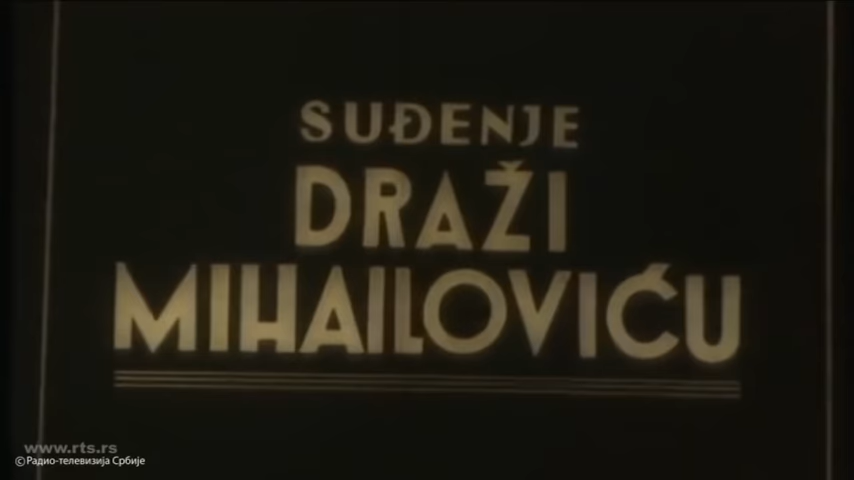 SUĐENJE
DRAŽI
MIHAILOVIĆU
www.rts.rs
©Радио-телевизија Србије